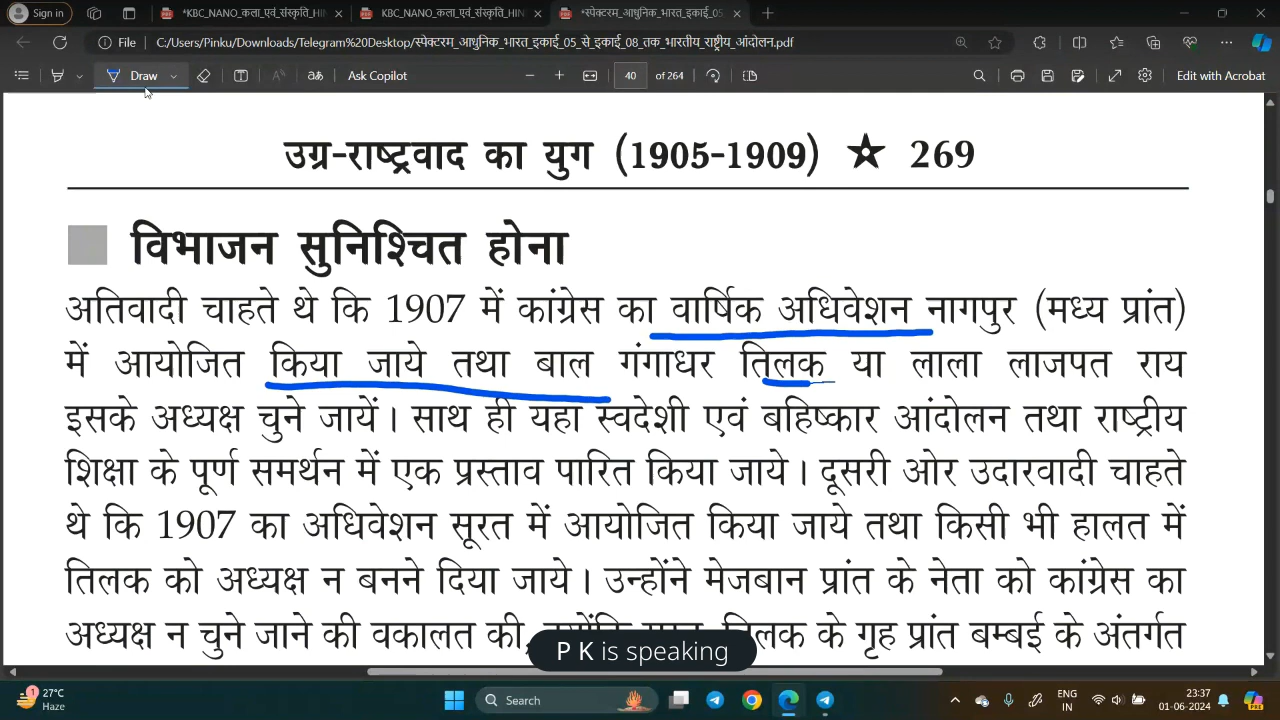 Sign in
*KBC_NANO_कला_एवं_संस्कृति_HIN
KBC_NANO_कला_एवं_संस्कृति_HIN
*स्पेक्टरम_आधुनिक_भारत_इकाई_05
File C:/Users/Pinku/Downloads/Telegram%20Desktop/स्पेक्टरम_आधुनिक_भारत_इकाई_05_से_इकाई_08_तक_भारतीय_राष्ट्रीय_आंदोलन.pdf
Draw Ask Copilot 40 of 264 Edit with Acrobat
उग्र-राष्ट्रवाद का युग (1905-1909) ★ 269
विभाजन सुनिश्चित होना
अतिवादी चाहते थे कि 1907 में कांग्रेस का वार्षिक अधिवेशन नागपुर (मध्य प्रांत)
में आयोजित किया जाये तथा बाल गंगाधर तिलक या लाला लाजपत राय
इसके अध्यक्ष चुने जायें। साथ ही यहा स्वदेशी एवं बहिष्कार आंदोलन तथा राष्ट्रीय
शिक्षा के पूर्ण समर्थन में एक प्रस्ताव पारित किया जाये। दूसरी ओर उदारवादी चाहते
थे कि 1907 का अधिवेशन सूरत में आयोजित किया जाये तथा किसी भी हालत में
तिलक को अध्यक्ष न बनने दिया जाये। उन्होंने मेजबान प्रांत के नेता को कांग्रेस का
अध्यक्ष न चुने जाने की वकालत की, तिलक के गृह प्रांत बम्बई के अंतर्गत
P K is speaking
27°C
Haze
Search
ENG
IN
23:37
01-06-2024